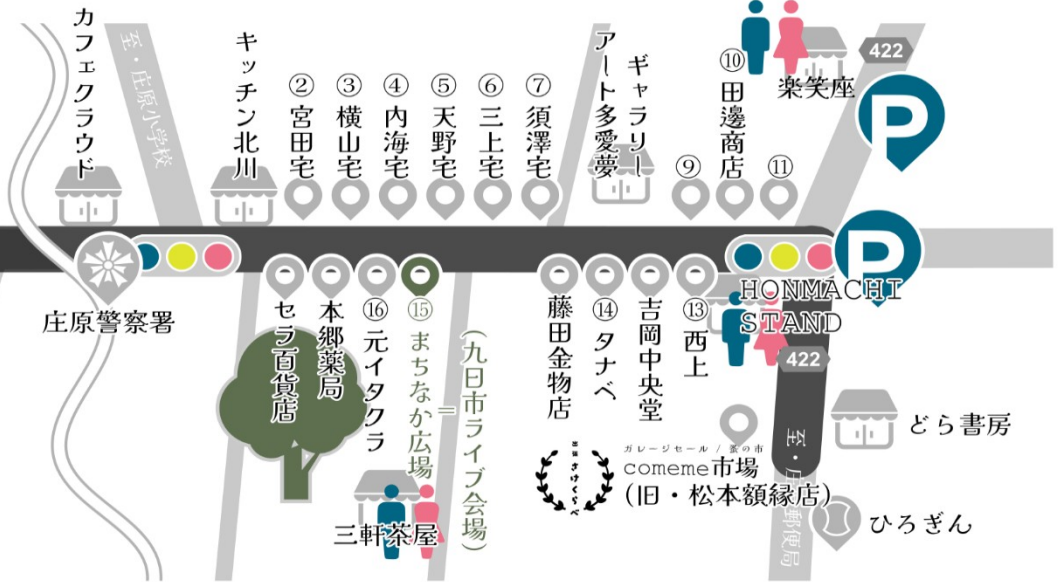 カフェクラウド
至・庄原小学校
キッチン北川
②宮田宅
③横山宅
④内海宅
⑤天野宅
⑥三上宅
⑦須澤宅
アート多愛夢
ギャラリー
⑨
⑩田邊商店
⑪
楽笑座
422
P
P
庄原警察署
セラ百貨店
本郷薬局
⑯元イタクラ
⑮まちなか広場
=
(九日市ライブ会場)
藤田金物店
⑭タナベ
吉岡中央堂
⑬西上
HONMACHI
STAND
422
三軒茶屋
ガレージセール / 蚤の市
comeme市場
(旧・松本額縁店)
さけくらべ
どら書房
ひろぎん
至・庄
郵便局